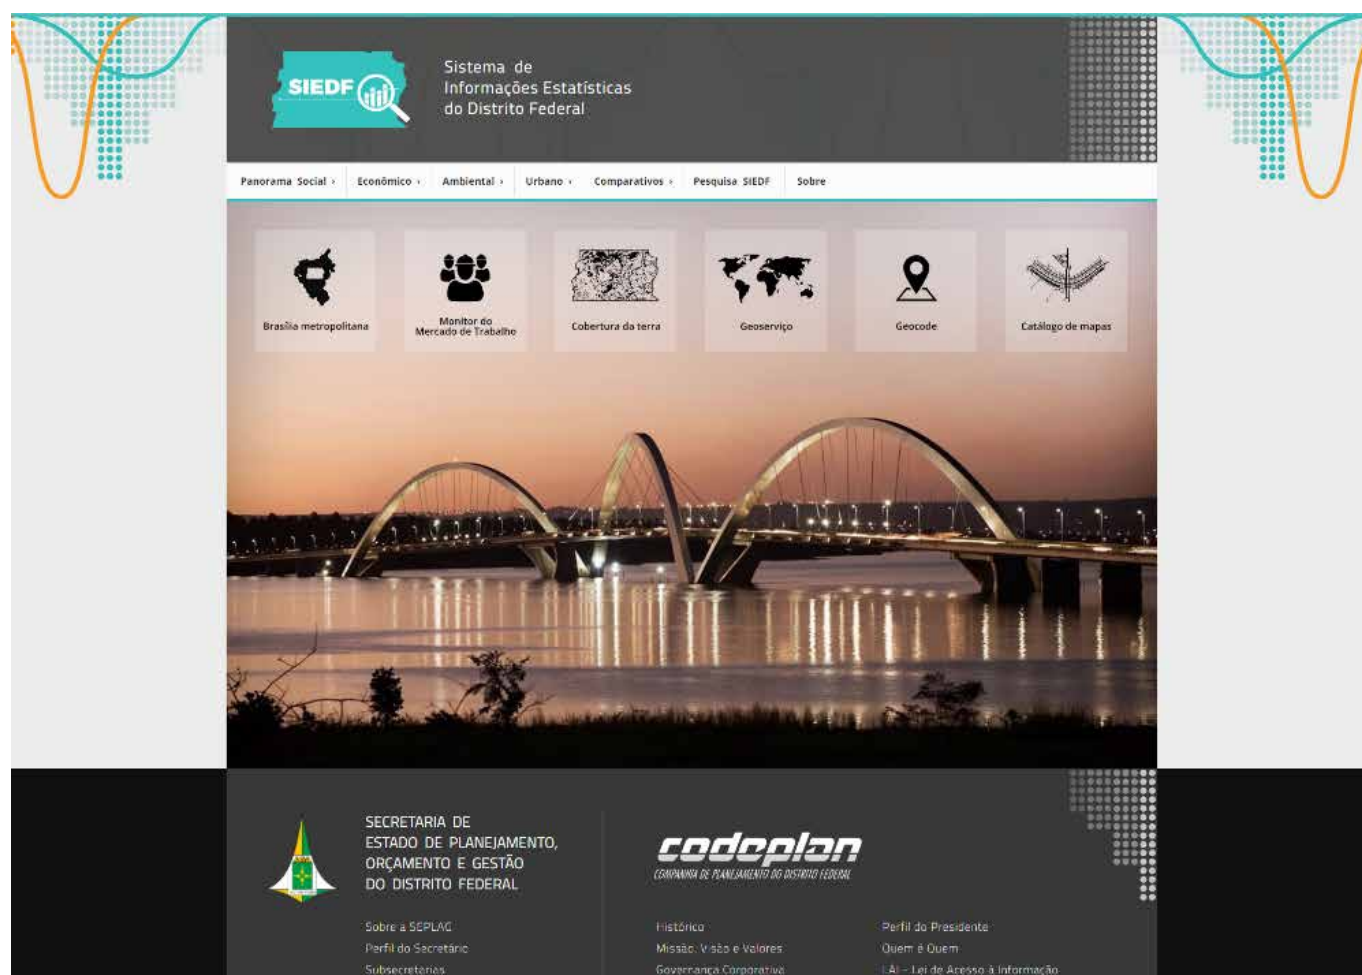 SIEDF
Sistema de
Informações Estatísticas
do Distrito Federal
Panorama Social › Econômico › Ambiental › Urbano › Comparativos › Pesquisa SIEDF Sobre
Brasília metropolitana
Monitor do
Mercado de Trabalho
Cobertura da terra
Geoserviço
Geocode
Catálogo de mapas
SECRETARIA DE
ESTADO DE PLANEJAMENTO,
ORÇAMENTO E GESTÃO
DO DISTRITO FEDERAL
Sobre a SEPLAG
Perfil do Secretário
Subsecretarias
codeplan
COMPANHIA DE PLANEJAMENTO DO DISTRITO FEDERAL
Histórico
Missão, Visão e Valores
Governança Corporativa
Perfil do Presidente
Quem é Quem
LAI - Lei de Acesso à Informação